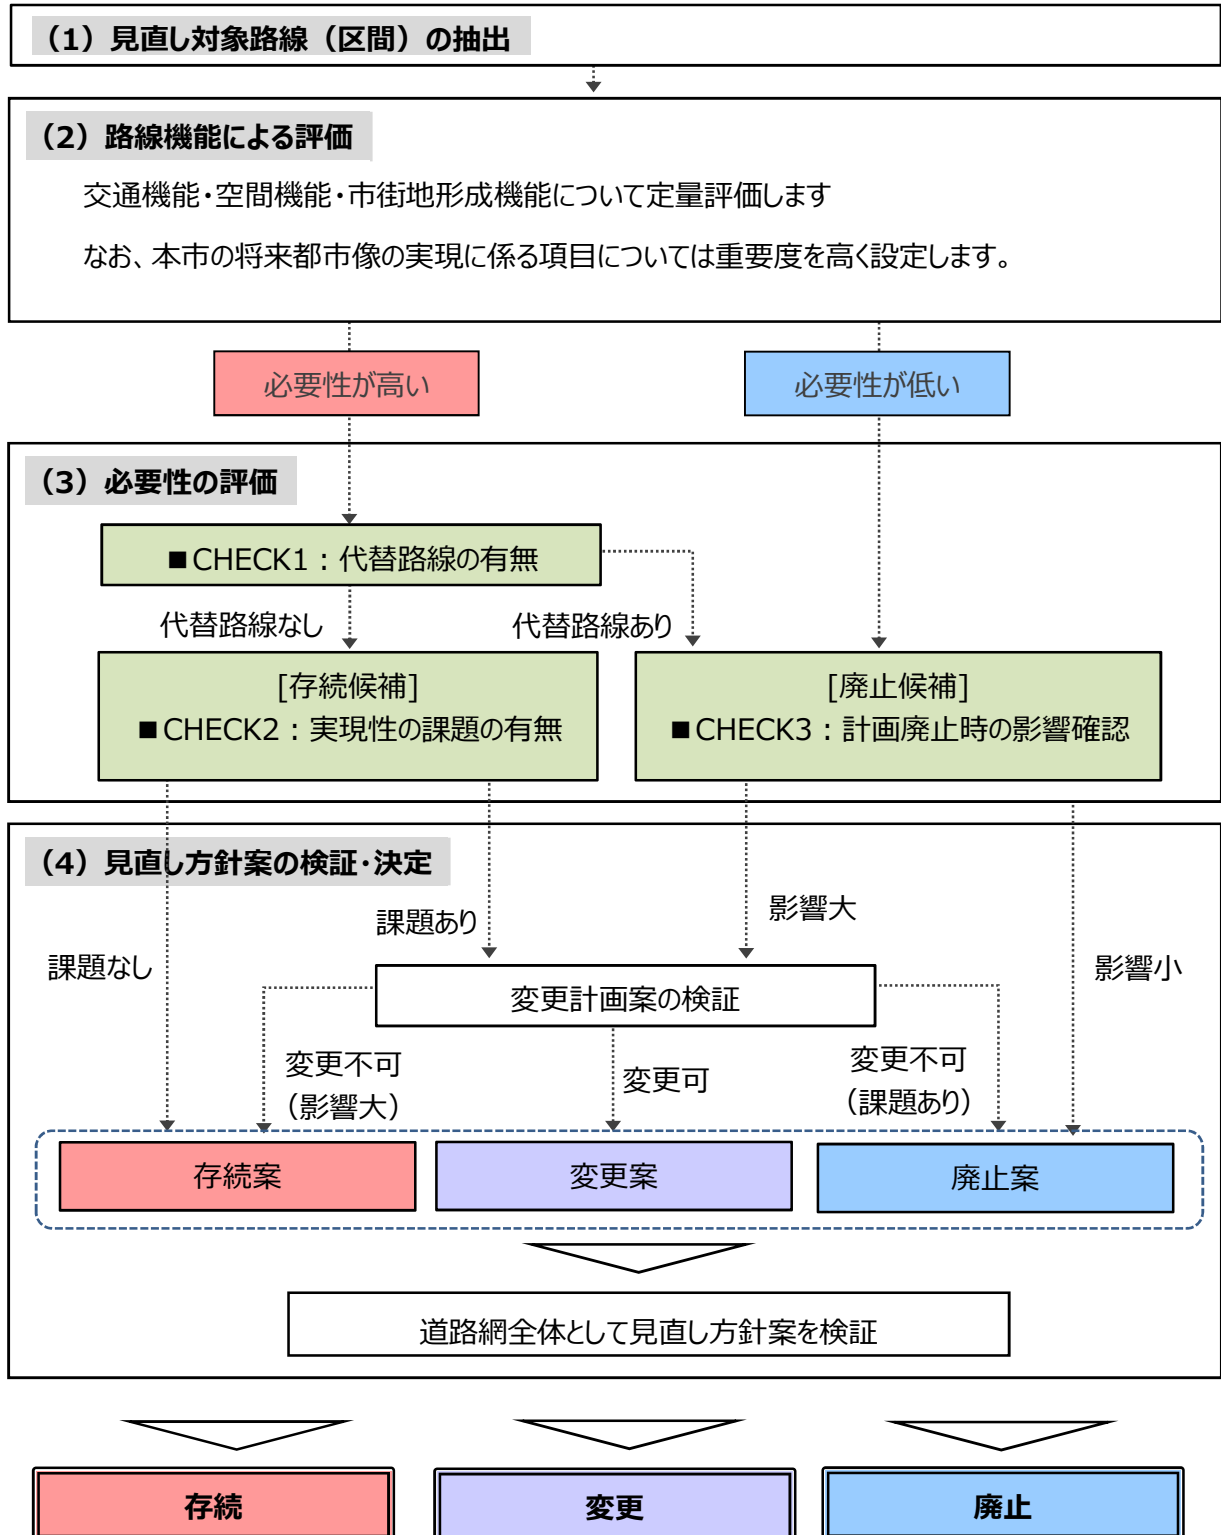 （1）見直し対象路線（区間）の抽出
（2）路線機能による評価
交通機能・空間機能・市街地形成機能について定量評価します
なお、本市の将来都市像の実現に係る項目については重要度を高く設定します。
必要性が高い
必要性が低い
（3）必要性の評価
■CHECK1：代替路線の有無
代替路線なし
代替路線あり
[存続候補]
■CHECK2：実現性の課題の有無
[廃止候補]
■CHECK3：計画廃止時の影響確認
（4）見直し方針案の検証・決定
課題なし
課題あり
影響大
影響小
変更計画案の検証
変更不可
（影響大）
変更可
変更不可
（課題あり）
存続案
変更案
廃止案
道路網全体として見直し方針案を検証
存続
変更
廃止